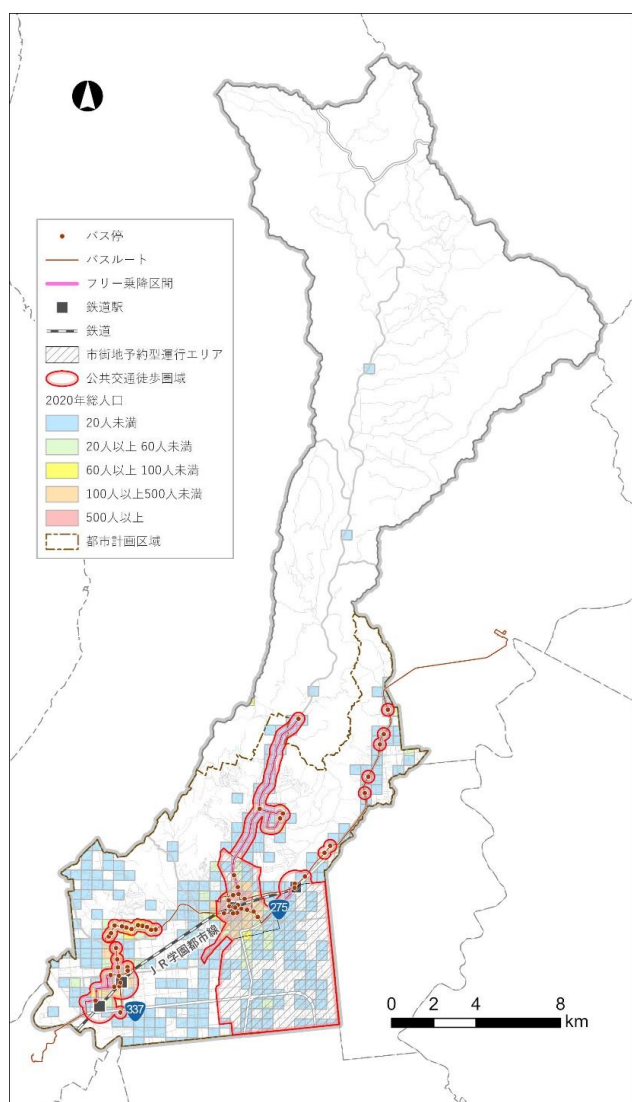 バス停
バスルート
フリー乗降区間
鉄道駅
鉄道
市街地予約型運行エリア
公共交通徒歩圏域
2020年総人口
20人未満
20人以上 60人未満
60人以上 100人未満
100人以上500人未満
500人以上
都市計画区域
275
JR学園都市線
337
0 2 4 8
km